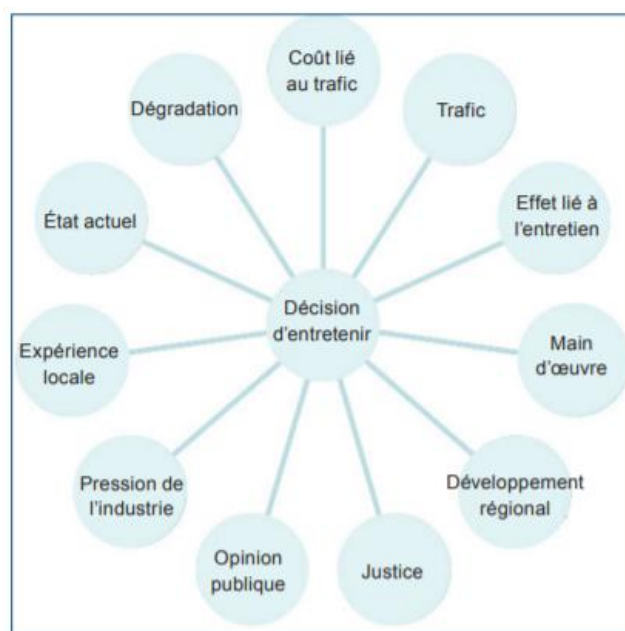 Coût lié
au trafic
Trafic
Effet lié à
l'entretien
Main
d'œuvre
Développement
régional
Justice
Opinion
publique
Pression de
l'industrie
Expérience
locale
État actuel
Dégradation
Décision
d'entretenir